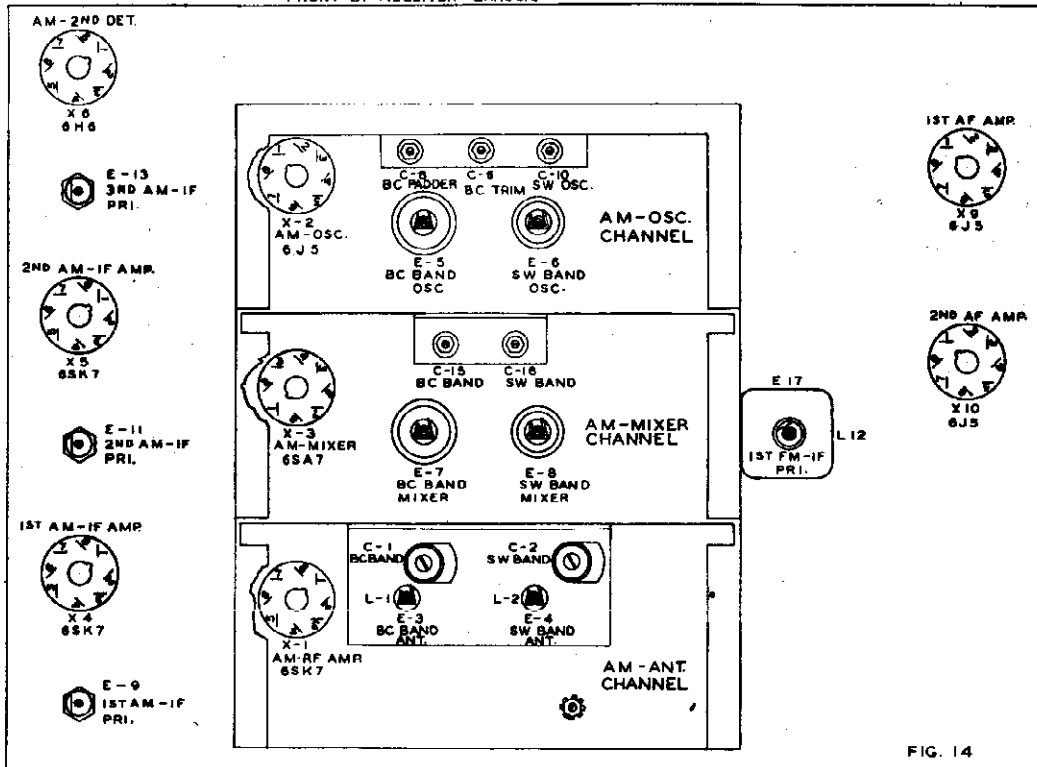 FRONT OF RECEIVER CHASSIS
AM-2ND DET.
X6
6H6
E-13
3RD AM-IF
PRI.
2ND AM-IF AMP.
X5
6SK7
E-11
2ND AM-IF
PRI.
1ST AM-IF AMP.
X4
6SK7
E-9
1ST AM-IF
PRI.
X-2
AM-OSC.
6J5
C-8
BC PADDER
BC TRIM
C-10
SW OSC.
E-5
BC BAND
OSC
E-6
SW BAND
OSC.
AM-OSC.
CHANNEL
X-3
AM-MIXER
6SA7
C-15
BC BAND
C-16
SW BAND
E-7
BC BAND
MIXER
E-8
SW BAND
MIXER
AM-MIXER
CHANNEL
X-1
AM-RF AMP
6SK7
C-1
BC BAND
C-2
SW BAND
L-1
E-3
BC BAND
ANT.
L-2
E-4
SW BAND
ANT.
AM-ANT.
CHANNEL
E 17
L 12
1ST FM-IF
PRI.
1ST AF AMP.
X9
6J5
2ND AF AMP.
X10
6J5
FIG. 14